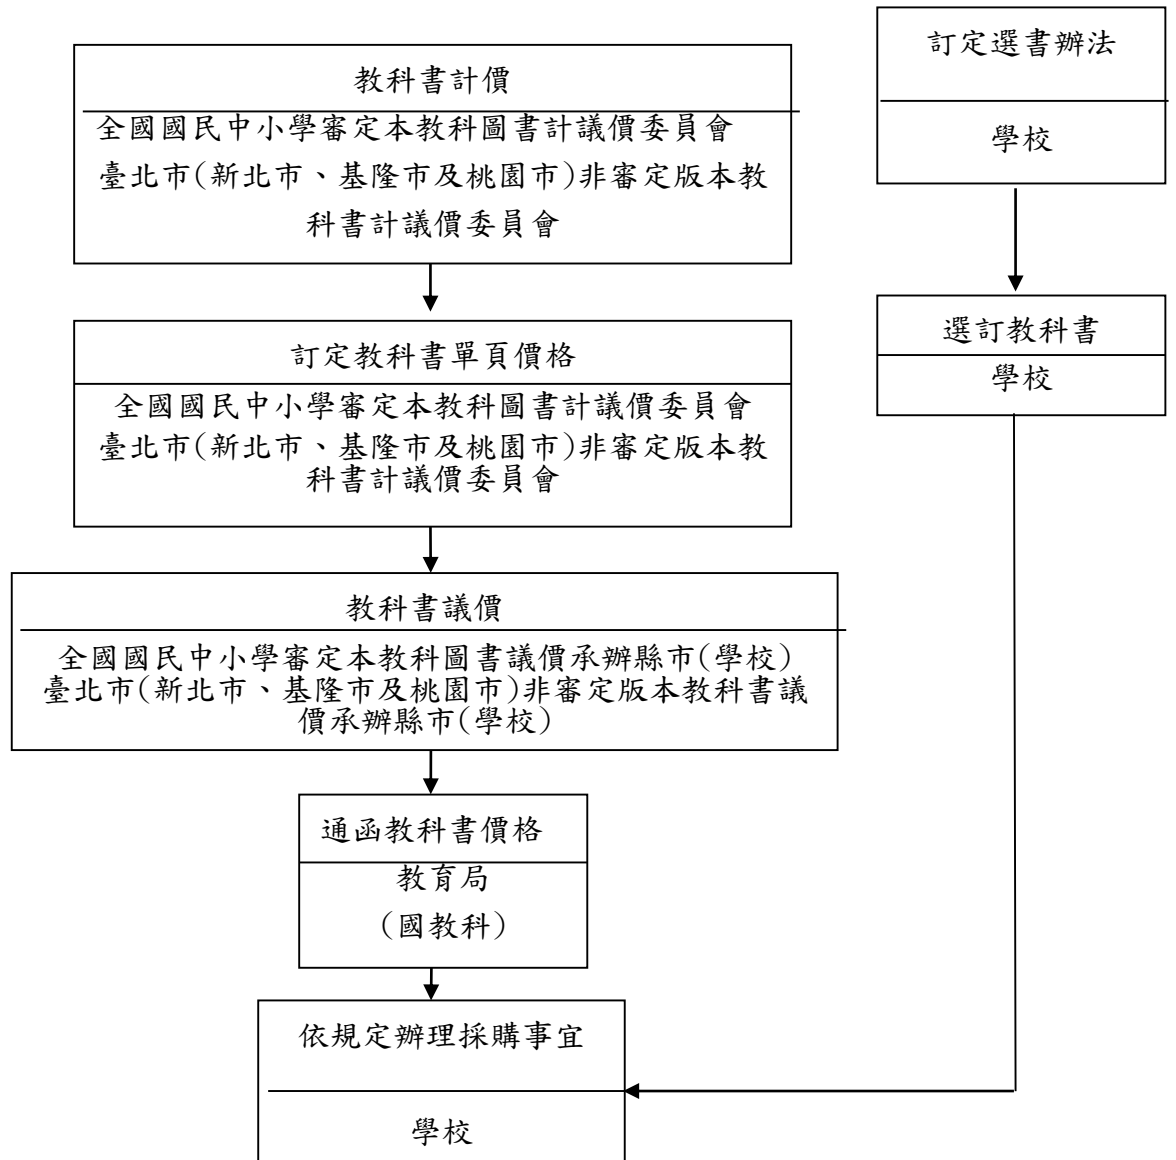 教科書計價
全國國民中小學審定本教科圖書計議價委員會
臺北市(新北市、基隆市及桃園市)非審定版本教
科書計議價委員會
訂定教科書單頁價格
全國國民中小學審定本教科圖書計議價委員會
臺北市(新北市、基隆市及桃園市)非審定版本教
科書計議價委員會
教科書議價
全國國民中小學審定本教科圖書議價承辦縣市(學校)
臺北市(新北市、基隆市及桃園市)非審定版本教科書議
價承辦縣市(學校)
通函教科書價格
教育局
(國教科)
依規定辦理採購事宜
學校
訂定選書辦法
學校
選訂教科書
學校